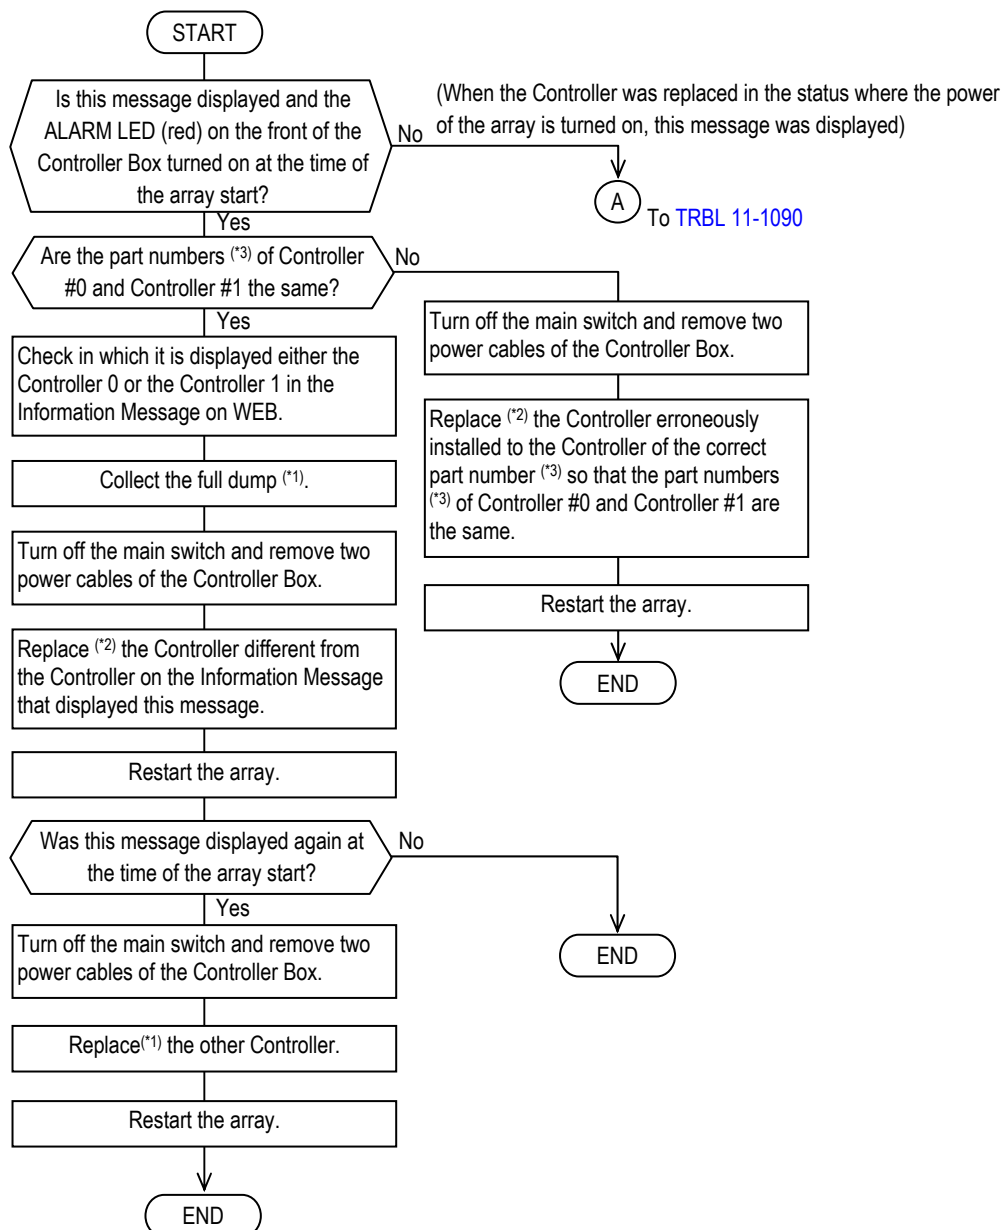 START
Is this message displayed and the
ALARM LED (red) on the front of the
Controller Box turned on at the time of
the array start?
No
(When the Controller was replaced in the status where the power
of the array is turned on, this message was displayed)
A
To TRBL 11-1090
Yes
Are the part numbers (*3) of Controller
#0 and Controller #1 the same?
No
Yes
Turn off the main switch and remove two
power cables of the Controller Box.
Replace (*2) the Controller erroneously
installed to the Controller of the correct
part number (*3) so that the part numbers
(*3) of Controller #0 and Controller #1 are
the same.
Restart the array.
END
Check in which it is displayed either the
Controller 0 or the Controller 1 in the
Information Message on WEB.
Collect the full dump (*1).
Turn off the main switch and remove two
power cables of the Controller Box.
Replace (*2) the Controller different from
the Controller on the Information Message
that displayed this message.
Restart the array.
Was this message displayed again at
the time of the array start?
No
END
Yes
Turn off the main switch and remove two
power cables of the Controller Box.
Replace(*1) the other Controller.
Restart the array.
END